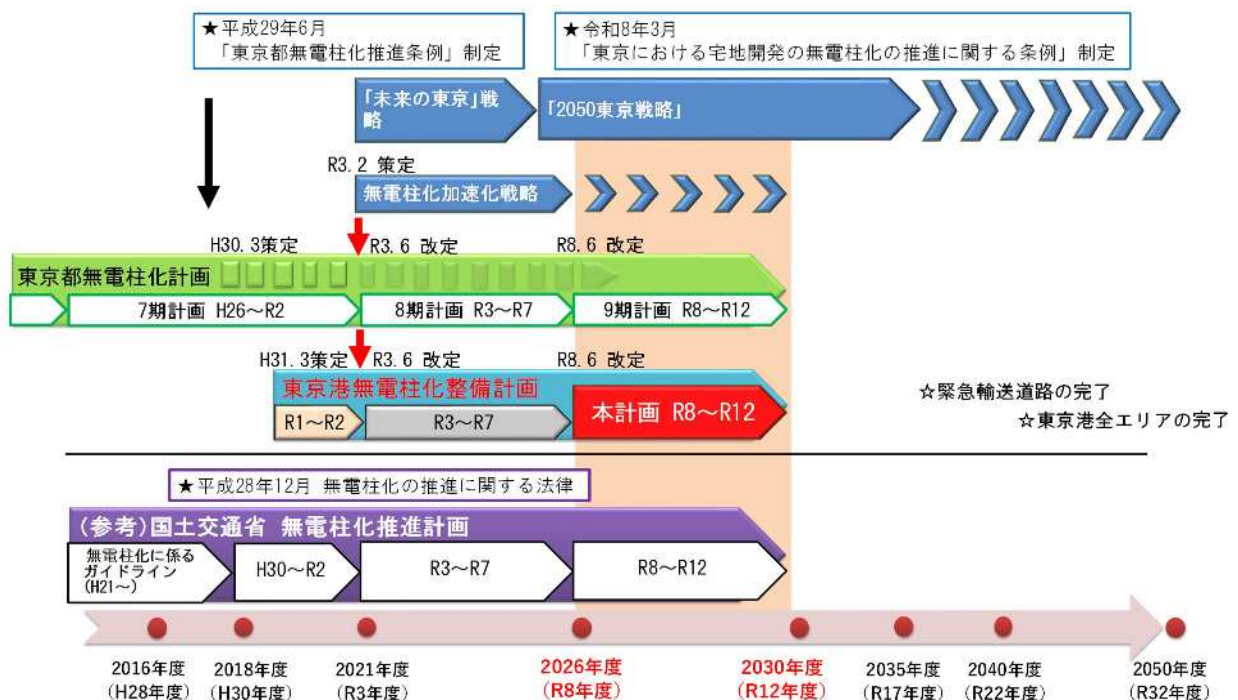 ★平成29年6月
「東京都無電柱化推進条例」制定
★令和8年3月
「東京における宅地開発の無電柱化の推進に関する条例」制定
「未来の東京」戦
略
「2050東京戦略」
R3.2 策定
無電柱化加速化戦略
H30.3策定
R3.6 改定
R8.6 改定
東京都無電柱化計画
7期計画 H26～R2
8期計画 R3～R7
9期計画 R8～R12
H31.3策定
R3.6 改定
R8.6 改定
東京港無電柱化整備計画
R1～R2
R3～R7
本計画 R8～R12
☆緊急輸送道路の完了
☆東京港全エリアの完了
★平成28年12月 無電柱化の推進に関する法律
(参考)国土交通省 無電柱化推進計画
無電柱化に係る
ガイドライン
(H21～)
H30～R2
R3～R7
R8～R12
2016年度
(H28年度)
2018年度
(H30年度)
2021年度
(R3年度)
2026年度
(R8年度)
2030年度
(R12年度)
2035年度
(R17年度)
2040年度
(R22年度)
2050年度
(R32年度)